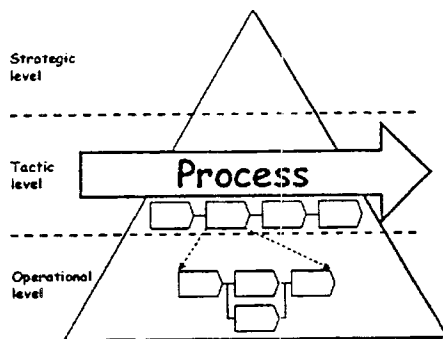 Strategic
level
Process
Tactic
level
Operational
level